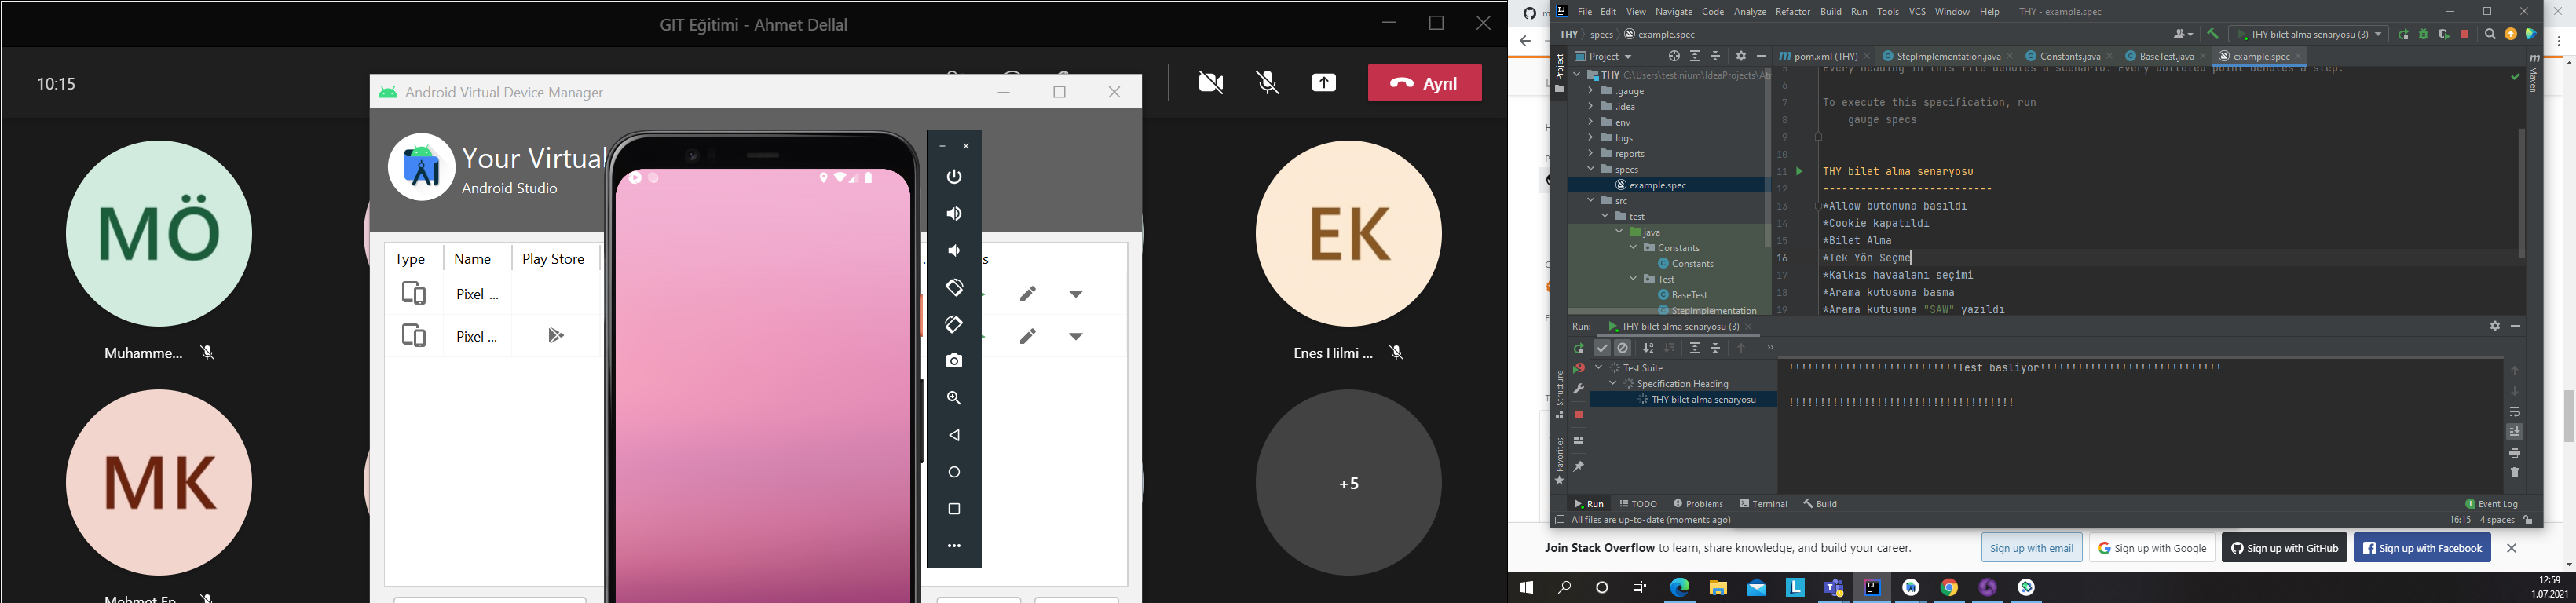 GIT Eğitimi - Ahmet Dellal
10:15
Ayrıl
MÖ
Muhamme...
MK
EK
Enes Hilmi ...
+5
Android Virtual Device Manager
Your Virtual
Android Studio
Type Name Play Store
Pixel_...
Pixel ...
File Edit View Navigate Code Analyze Refactor Build Run Tools VCS Window Help THY - example.spec
THY specs example.spec
THY bilet alma senaryosu (3)
Project
pom.xml (THY) StepImplementation.java Constants.java BaseTest.java example.spec
Project
Maven
THY C:\Users\testinium\IdeaProjects\Atr
.gauge
.idea
env
logs
reports
specs
example.spec
src
test
java
Constants
Constants
Test
BaseTest
StepImplementation
5 Every heading in this file denotes a scenario. Every bulleted point denotes a step.
6
7 To execute this specification, run
8 gauge specs
9
10
11 THY bilet alma senaryosu
12 ---------------------------
13 *Allow butonuna basıldı
14 *Cookie kapatıldı
15 *Bilet Alma
16 *Tek Yön Seçme
17 *Kalkıs havaalanı seçimi
18 *Arama kutusuna basma
19 *Arama kutusuna "SAW" yazıldı
Run: THY bilet alma senaryosu (3)
Test Suite
Specification Heading
THY bilet alma senaryosu
!!!!!!!!!!!!!!!!!!!!!!!!!!!Test basliyor!!!!!!!!!!!!!!!!!!!!!!!!!!!!!
!!!!!!!!!!!!!!!!!!!!!!!!!!!!!!!!!!!!
Structure
Favorites
Run TODO Problems Terminal Build
1 Event Log
All files are up-to-date (moments ago)
16:15 4 spaces
Join Stack Overflow to learn, share knowledge, and build your career.
Sign up with email
Sign up with Google
Sign up with GitHub
Sign up with Facebook
12:59
1.07.2021